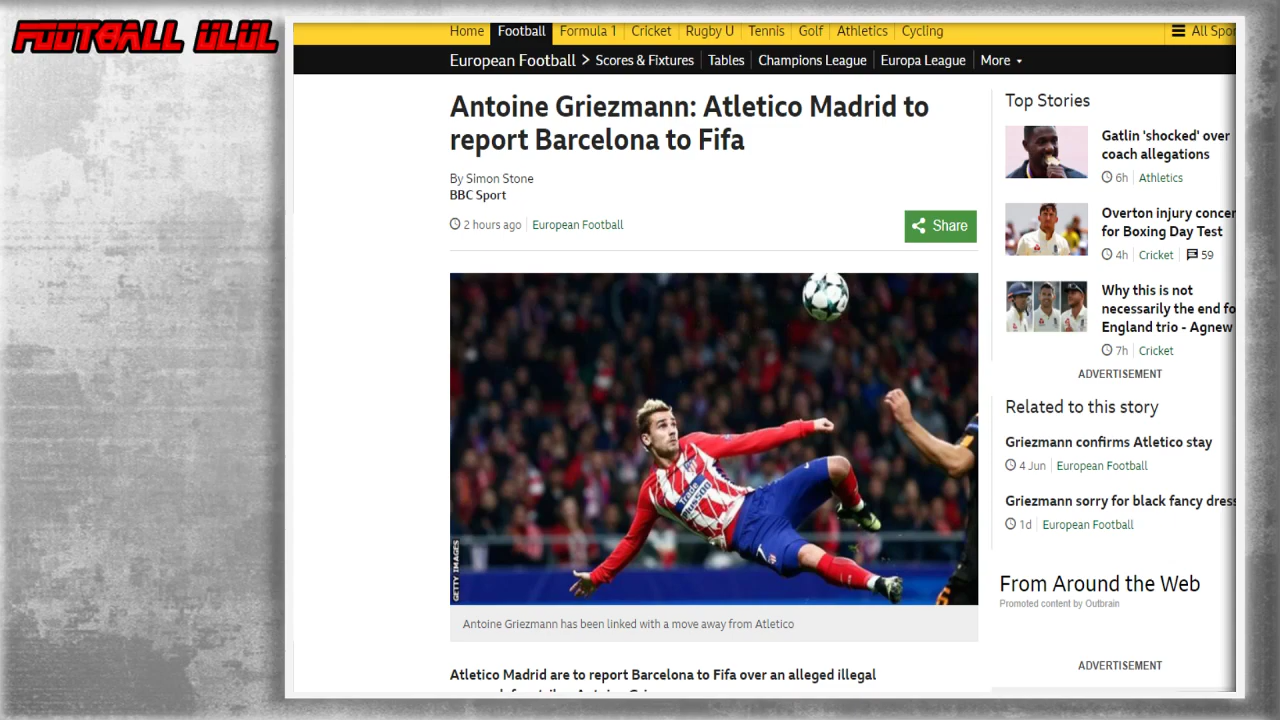 FOOTBALL ÜLÜL
Home Football Formula 1 Cricket Rugby U Tennis Golf Athletics Cycling All Spor
European Football > Scores & Fixtures Tables Champions League Europa League More
Antoine Griezmann: Atletico Madrid to
report Barcelona to Fifa
By Simon Stone
BBC Sport
2 hours ago European Football
Share
GETTY IMAGES
Trade
Plus500
Antoine Griezmann has been linked with a move away from Atletico
Atletico Madrid are to report Barcelona to Fifa over an alleged illegal
Top Stories
Gatlin 'shocked' over
coach allegations
6h Athletics
Overton injury concer
for Boxing Day Test
4h Cricket 59
Why this is not
necessarily the end fo
England trio - Agnew
7h Cricket
ADVERTISEMENT
Related to this story
Griezmann confirms Atletico stay
4 Jun European Football
Griezmann sorry for black fancy dress
1d European Football
From Around the Web
Promoted content by Outbrain
ADVERTISEMENT